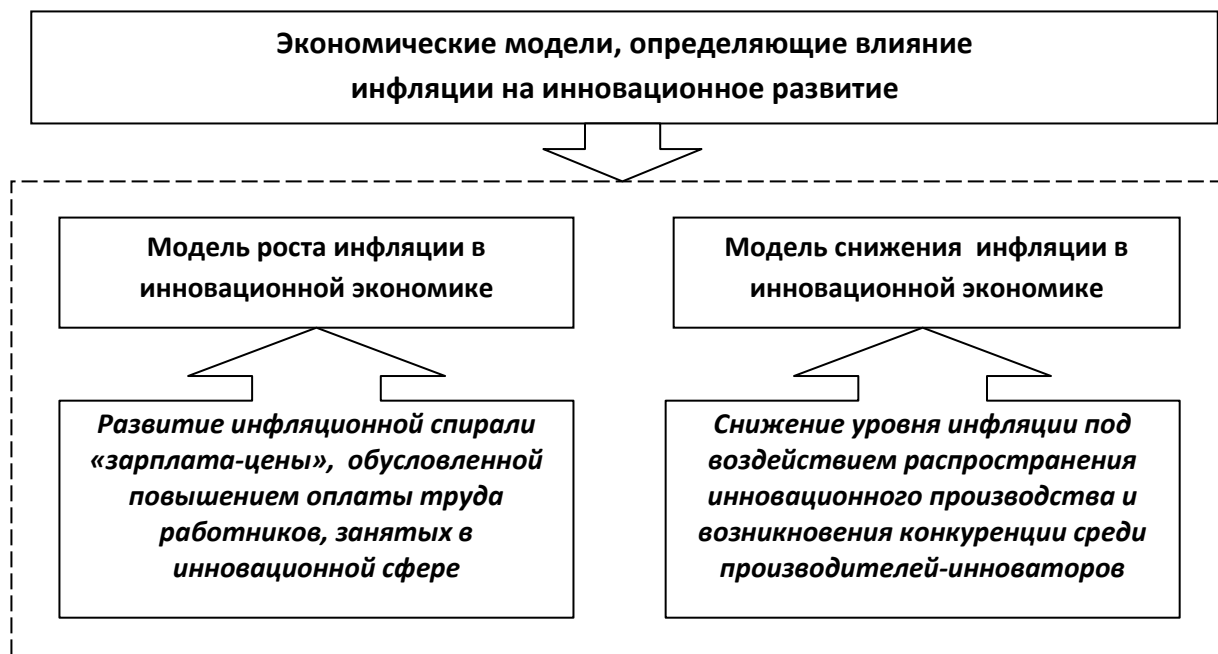 Экономические модели, определяющие влияние
инфляции на инновационное развитие
Модель роста инфляции в
инновационной экономике
Модель снижения  инфляции в
инновационной экономике
Развитие инфляционной спирали
«зарплата-цены»,  обусловленной
повышением оплаты труда
работников, занятых в
инновационной сфере
Снижение уровня инфляции под
воздействием распространения
инновационного производства и
возникновения конкуренции среди
производителей-инноваторов